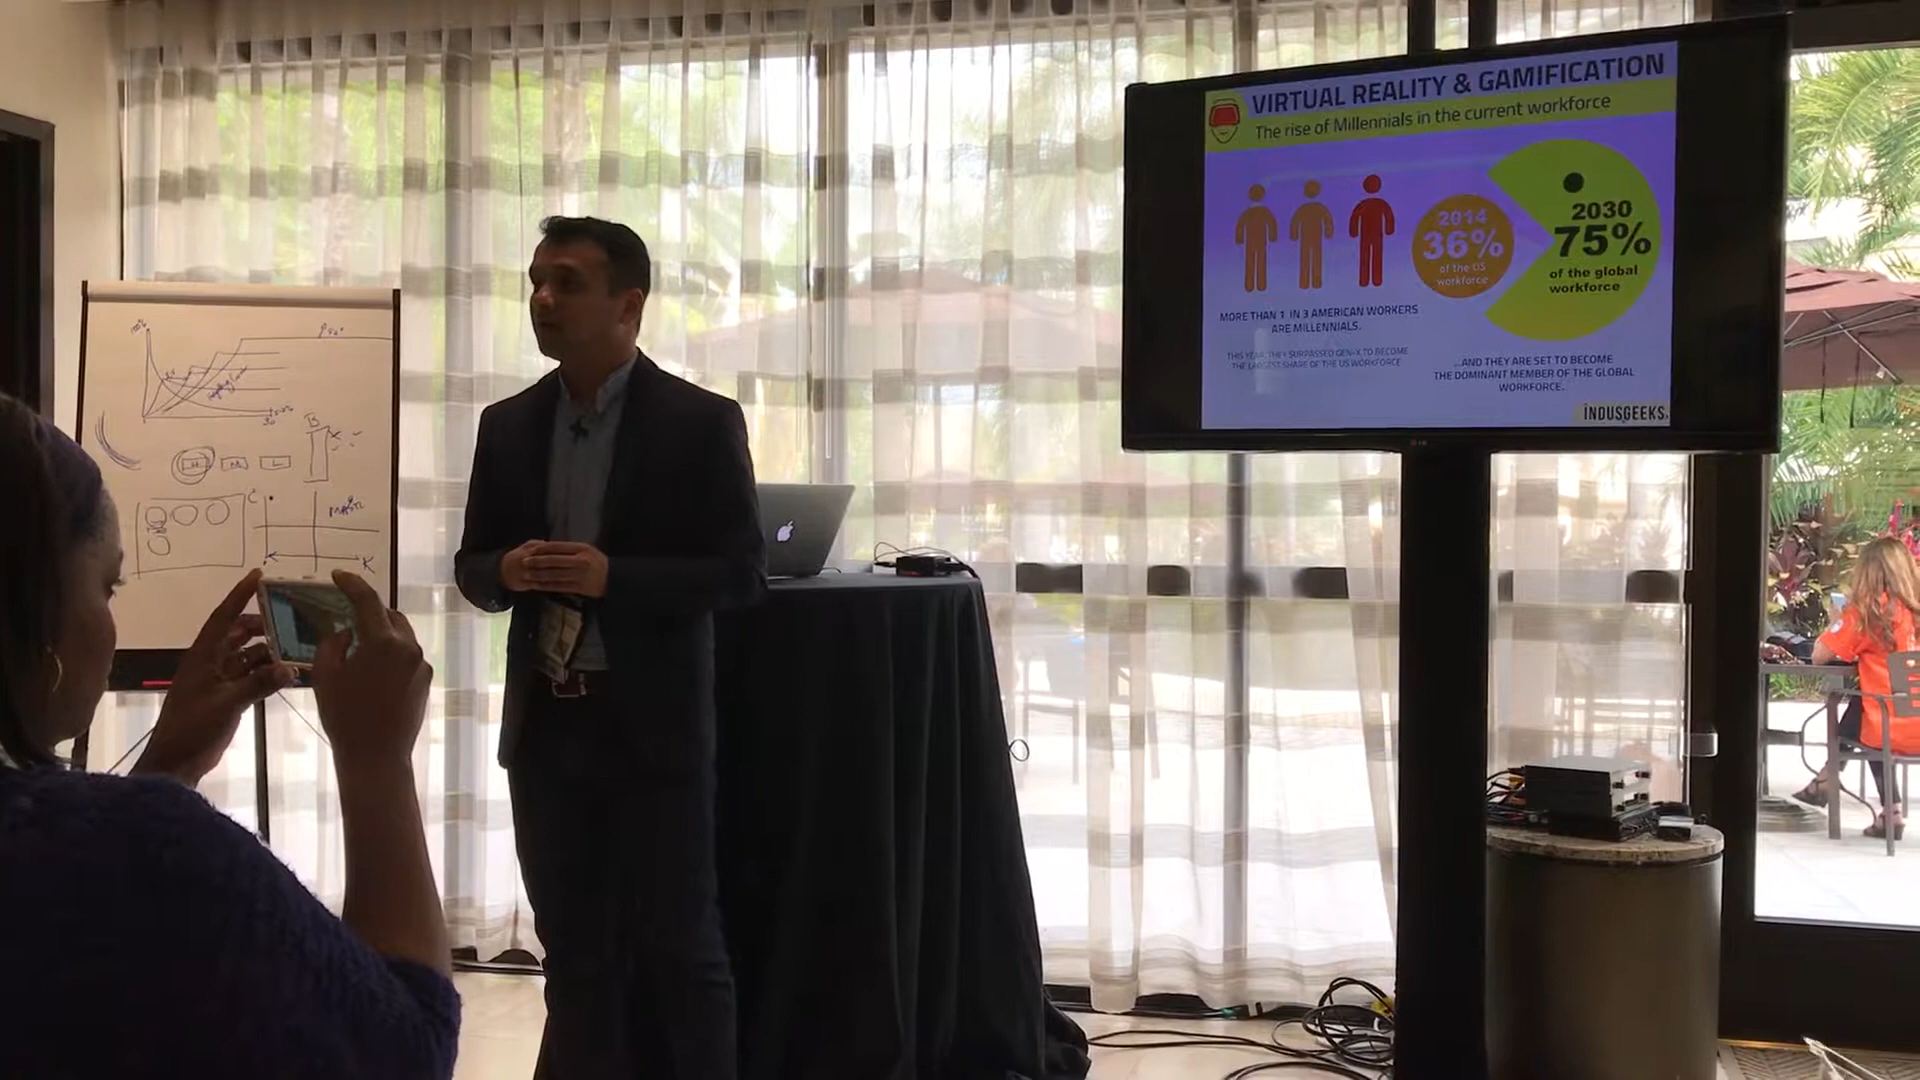 VIRTUAL REALITY & GAMIFICATION
The rise of Millennials in the current workforce
2014
36%
of the US
workforce
2030
75%
of the global
workforce
MORE THAN 1 IN 3 AMERICAN WORKERS
ARE MILLENNIALS.
THIS YEAR, THEY SURPASSED GEN-X TO BECOME
THE LARGEST SHARE OF THE US WORKFORCE
...AND THEY ARE SET TO BECOME
THE DOMINANT MEMBER OF THE GLOBAL
WORKFORCE.
INDUSGEEKS.
100%
B
H
M
L
C
K